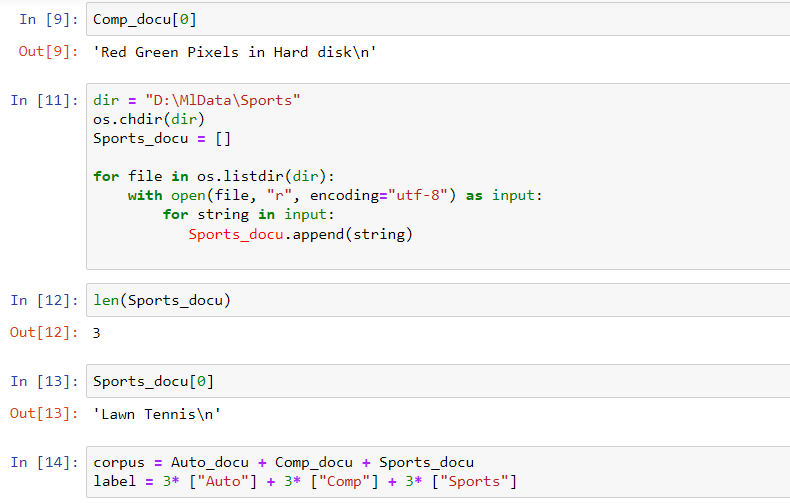 In [9]: Comp_docu[0]
Out[9]: 'Red Green Pixels in Hard disk\n'
In [11]: dir = "D:\MlData\Sports"
os.chdir(dir)
Sports_docu = []
for file in os.listdir(dir):
with open(file, "r", encoding="utf-8") as input:
for string in input:
Sports_docu.append(string)
In [12]: len(Sports_docu)
Out[12]: 3
In [13]: Sports_docu[0]
Out[13]: 'Lawn Tennis\n'
In [14]: corpus = Auto_docu + Comp_docu + Sports_docu
label = 3* ["Auto"] + 3* ["Comp"] + 3* ["Sports"]